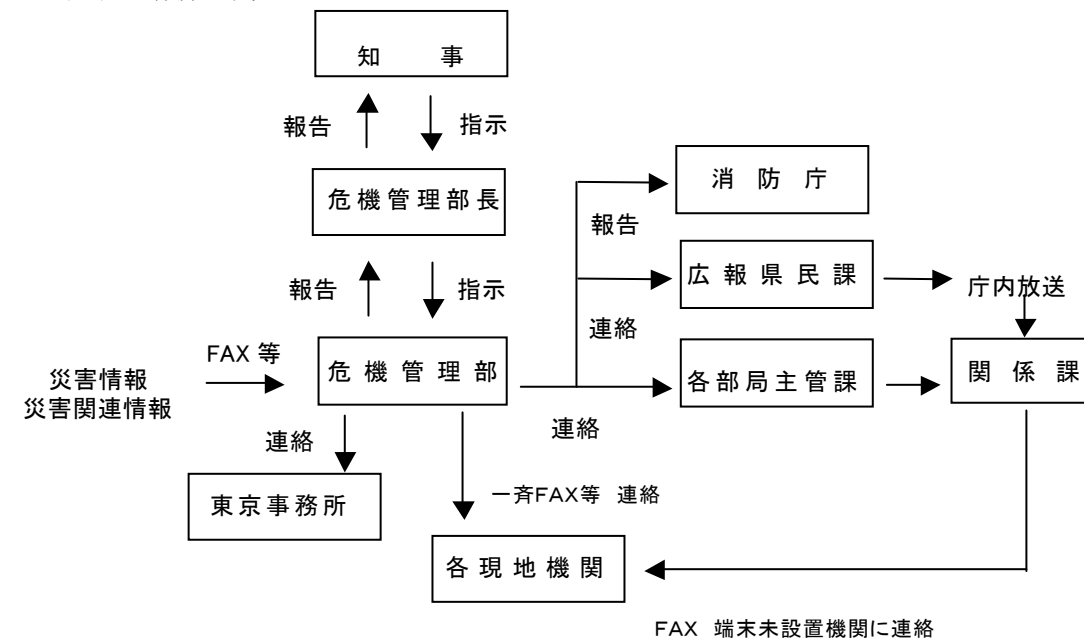 知 事
報告
指示
危機管理部長
消 防 庁
報告
広報県民課
庁内放送
報告
指示
連絡
FAX 等
災害情報
災害関連情報
危機管理部
各部局主管課
関係課
連絡
連絡
東京事務所
一斉FAX等 連絡
各現地機関
FAX 端末未設置機関に連絡